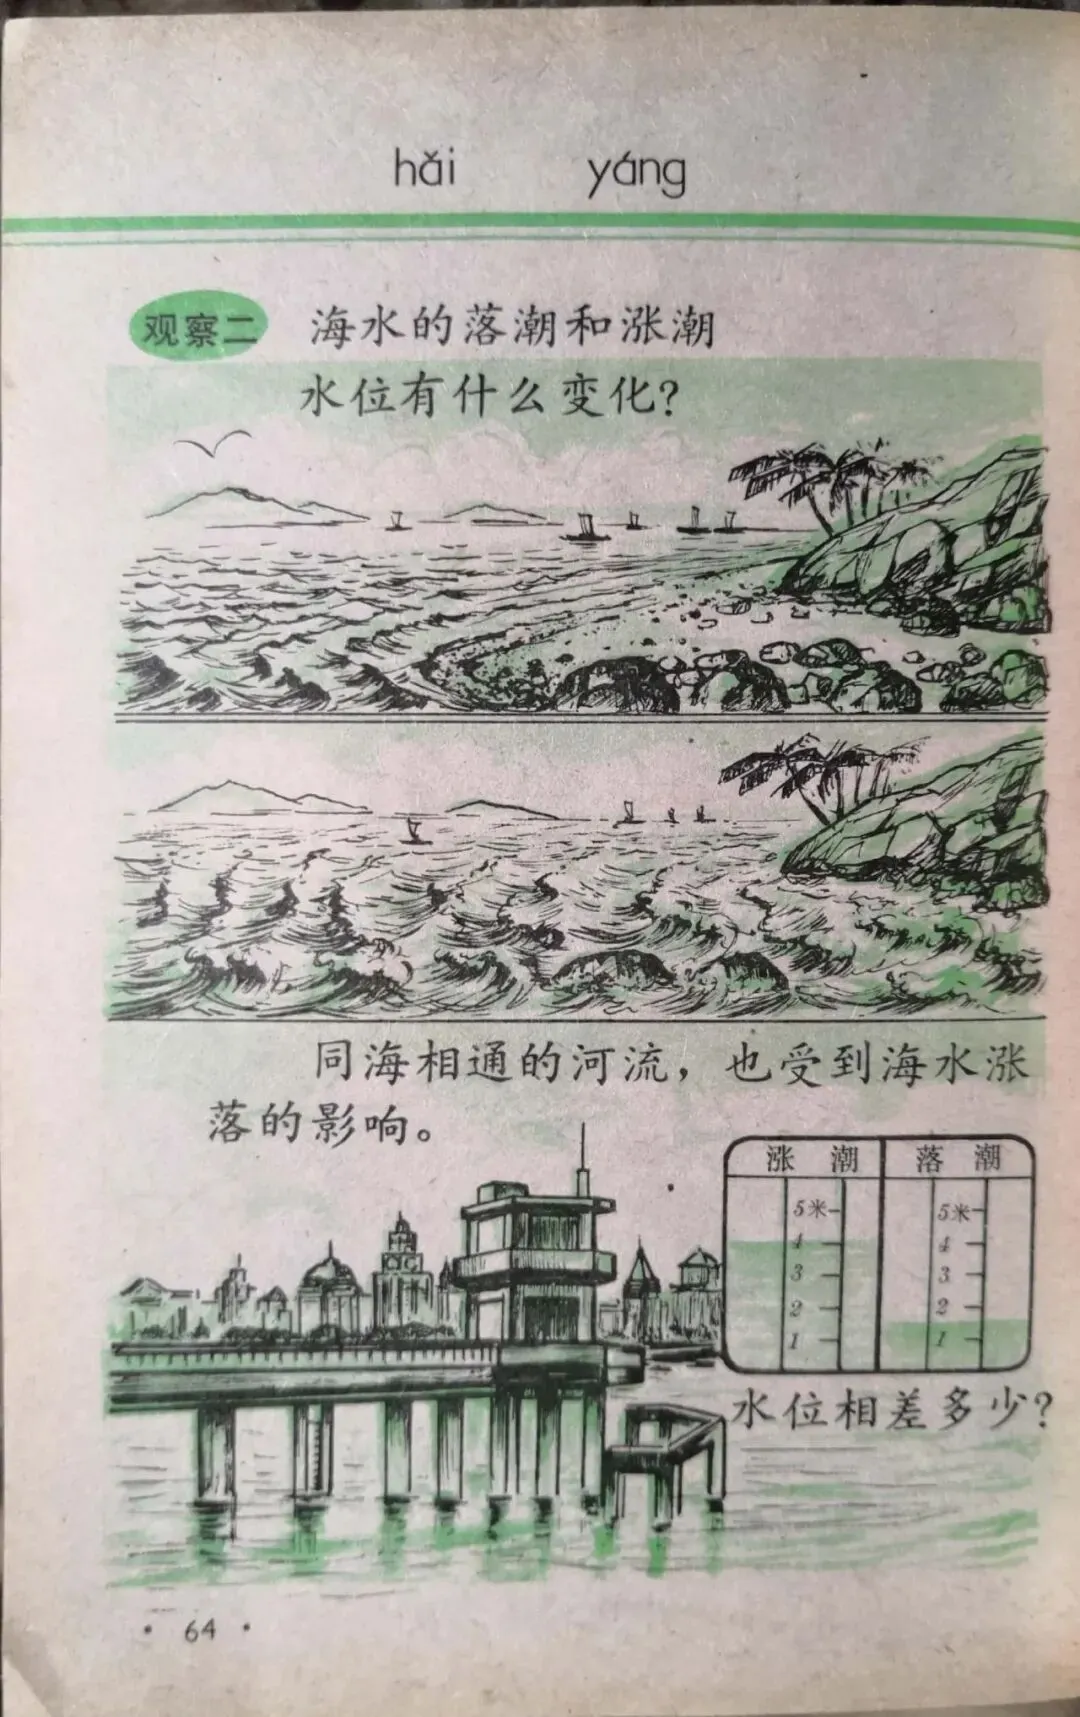 hǎi yáng
观察二 海水的落潮和涨潮
水位有什么变化?
同海相通的河流，也受到海水涨
落的影响。
涨潮 落潮
5米 5米
4 4
3 3
2 2
1 1
水位相差多少?
· 64 ·